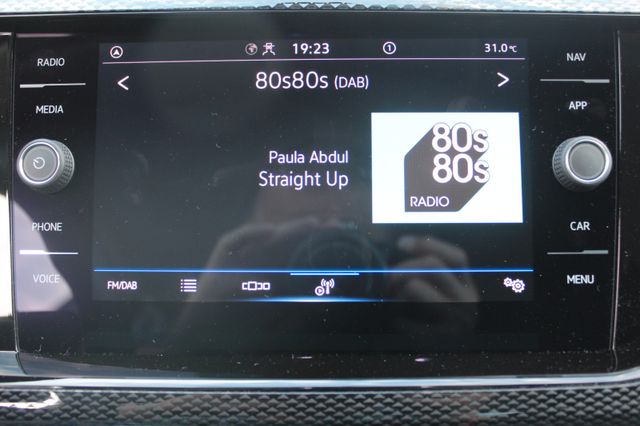 RADIO
MEDIA
PHONE
VOICE
19:23
1
31.0°C
80s80s (DAB)
Paula Abdul
Straight Up
80s
80s
RADIO
FM/DAB
NAV
APP
CAR
MENU